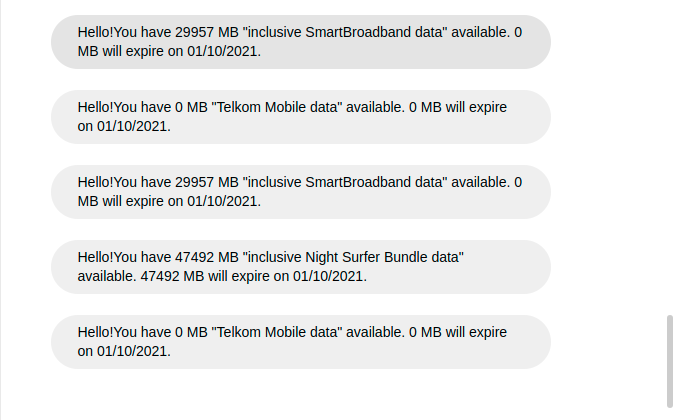 Hello!You have 29957 MB "inclusive SmartBroadband data" available. 0
MB will expire on 01/10/2021.
Hello!You have 0 MB "Telkom Mobile data" available. 0 MB will expire
on 01/10/2021.
Hello!You have 29957 MB "inclusive SmartBroadband data" available. 0
MB will expire on 01/10/2021.
Hello!You have 47492 MB "inclusive Night Surfer Bundle data"
available. 47492 MB will expire on 01/10/2021.
Hello!You have 0 MB "Telkom Mobile data" available. 0 MB will expire
on 01/10/2021.